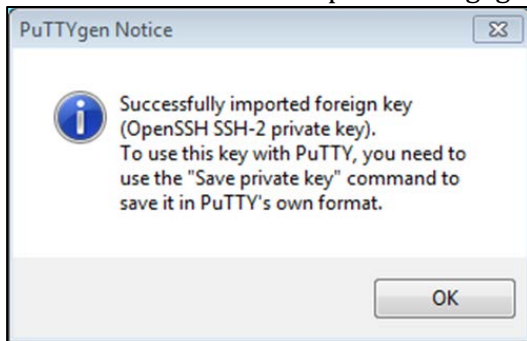 PuTTYgen Notice
Successfully imported foreign key
(OpenSSH SSH-2 private key).
To use this key with PuTTY, you need to
use the "Save private key" command to
save it in PuTTY's own format.
OK